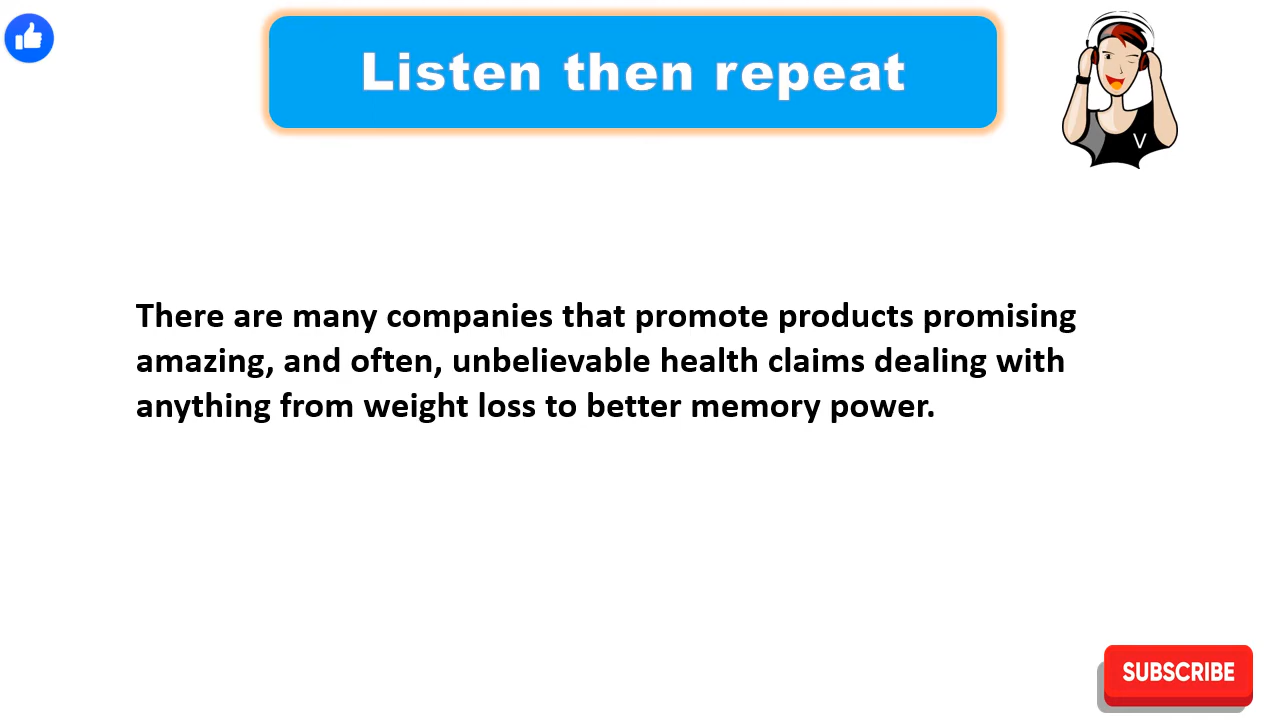 Listen then repeat
V
There are many companies that promote products promising
amazing, and often, unbelievable health claims dealing with
anything from weight loss to better memory power.
SUBSCRIBE